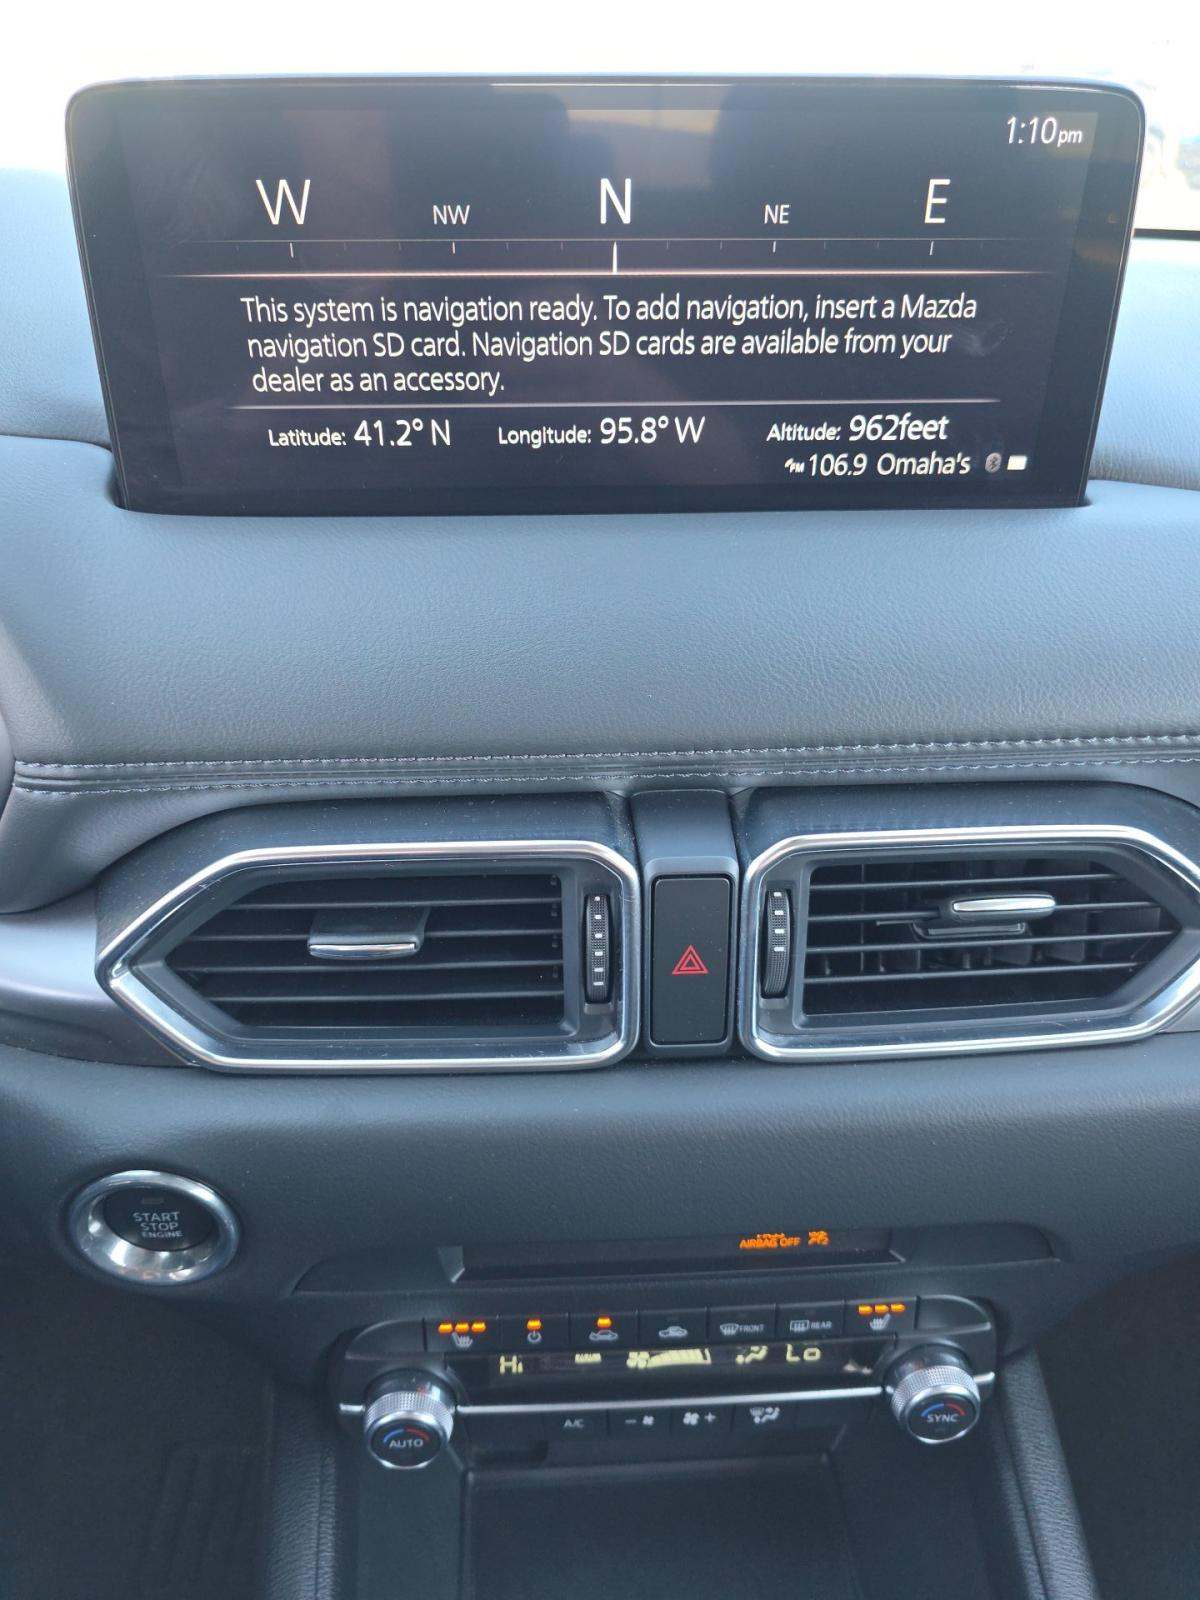 1:10pm
W NW N NE E
This system is navigation ready. To add navigation, insert a Mazda
navigation SD card. Navigation SD cards are available from your
dealer as an accessory.
Latitude: 41.2° N Longitude: 95.8° W Altitude: 962feet
FM 106.9 Omaha's
START
STOP
ENGINE
AIRBAG OFF
FRONT REAR
Hi Lo
A/C - +
AUTO SYNC